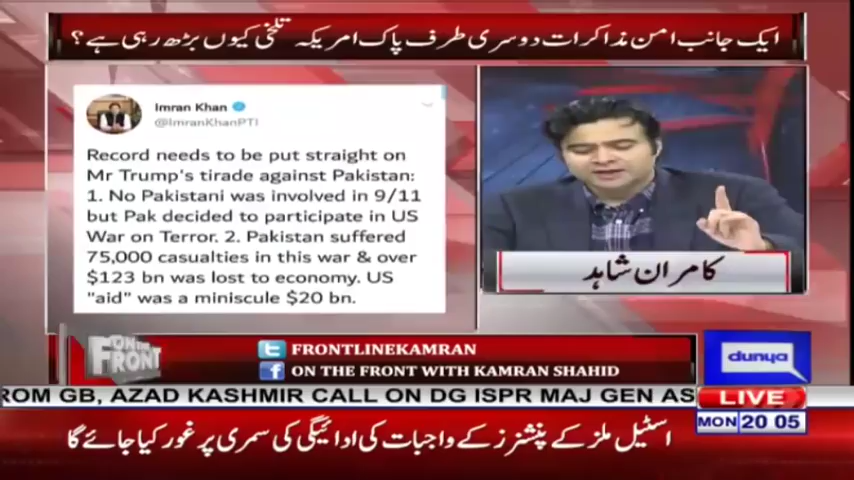 ایک جانب امن مذاکرات دوسری طرف پاک امریکہ تلخی کیوں بڑھ رہی ہے؟
Imran Khan
@ImranKhanPTI
Record needs to be put straight on
Mr Trump's tirade against Pakistan:
1. No Pakistani was involved in 9/11
but Pak decided to participate in US
War on Terror. 2. Pakistan suffered
75,000 casualties in this war & over
$123 bn was lost to economy. US
"aid" was a miniscule $20 bn.
کامران شاہد
ON THE
FRONT
FRONTLINEKAMRAN
ON THE FRONT WITH KAMRAN SHAHID
dunya
ROM GB, AZAD KASHMIR CALL ON DG ISPR MAJ GEN AS
LIVE
MON 20 05
اسٹیل ملز کے پنشنرز کے واجبات کی ادائیگی کی سمری پر غور کیا جائے گا